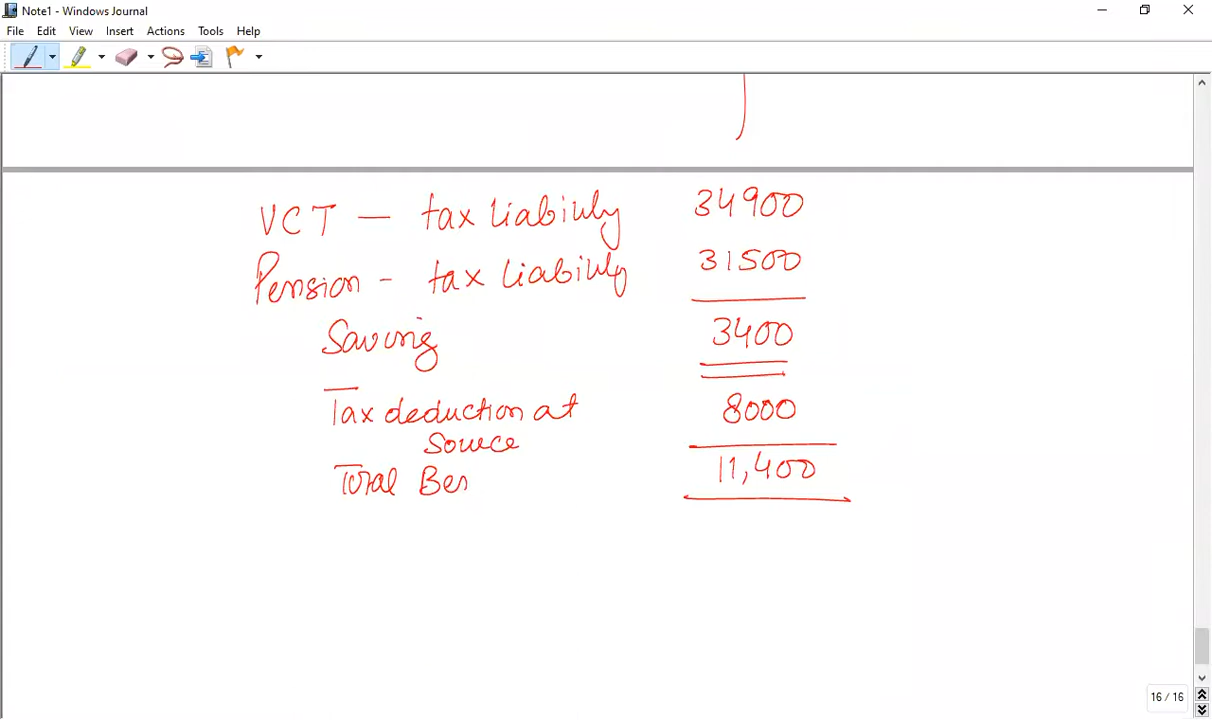 Note1 - Windows Journal
File Edit View Insert Actions Tools Help
VCT — tax liability 34900
Pension - tax liability 31500
Saving 3400
Tax deduction at 8000
Source
Total Ben 11,400
16 / 16